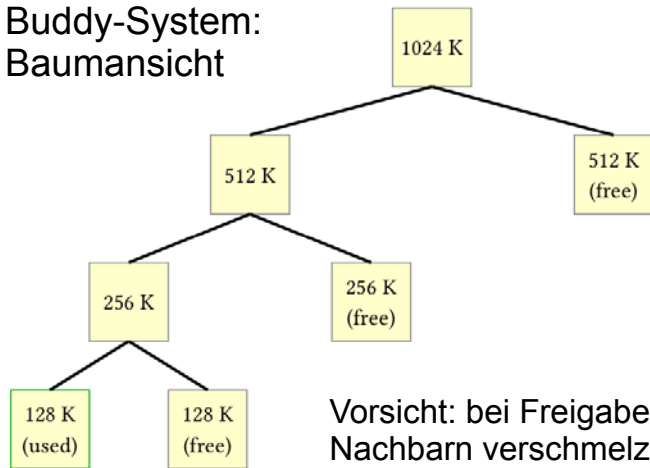 Buddy-System:
Baumansicht
1024 K
512 K
512 K
(free)
256 K
256 K
(free)
128 K
(used)
128 K
(free)
Vorsicht: bei Freigabe
Nachbarn verschmelz